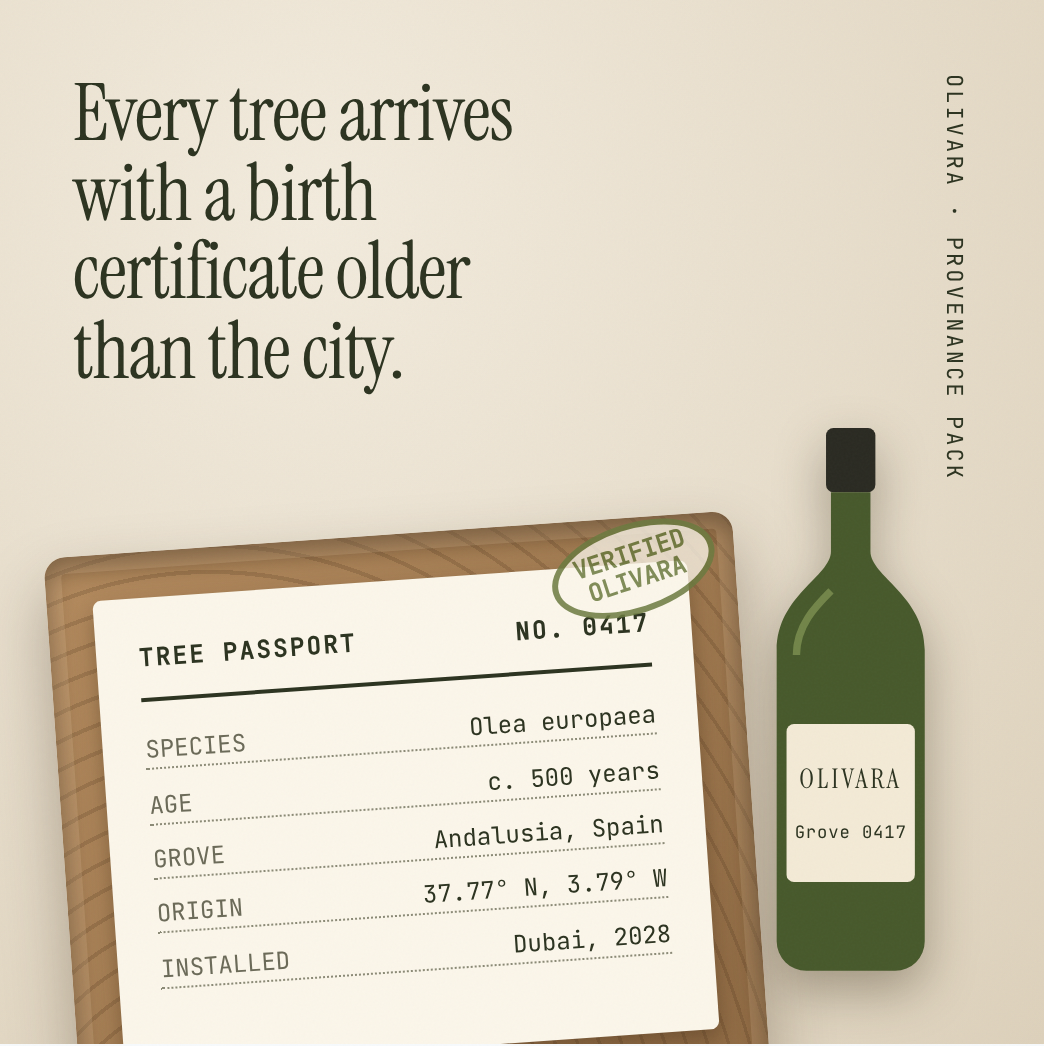 Every tree arrives
with a birth
certificate older
than the city.
OLIVARA • PROVENANCE PACK
VERIFIED
OLIVARA
TREE PASSPORT NO. 0417
SPECIES Olea europaea
AGE c. 500 years
GROVE Andalusia, Spain
ORIGIN 37.77° N, 3.79° W
INSTALLED Dubai, 2028
OLIVARA
Grove 0417